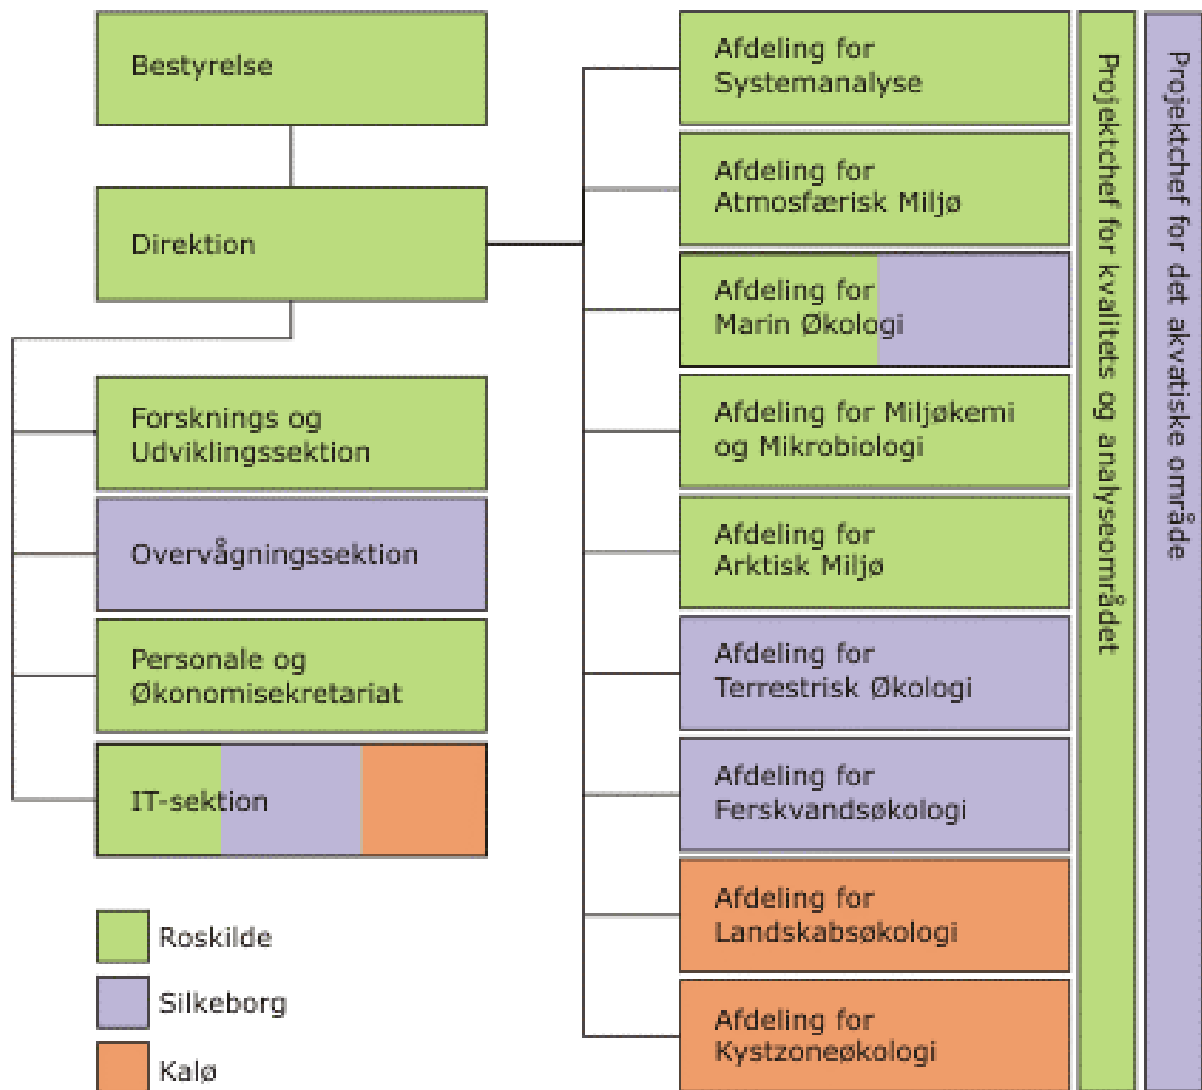 Bestyrelse
Direktion
Forsknings og
Udviklingssektion
Overvågningssektion
Personale og
Økonomisekretariat
IT-sektion
Roskilde
Silkeborg
Kalø
Afdeling for
Systemanalyse
Afdeling for
Atmosfærisk Miljø
Afdeling for
Marin Økologi
Afdeling for Miljøkemi
og Mikrobiologi
Afdeling for
Arktisk Miljø
Afdeling for
Terrestrisk Økologi
Afdeling for
Ferskvandsøkologi
Afdeling for
Landskabsøkologi
Afdeling for
Kystzoneøkologi
Projektchef for kvalitets og analyseområdet
Projektchef for det akvatiske område